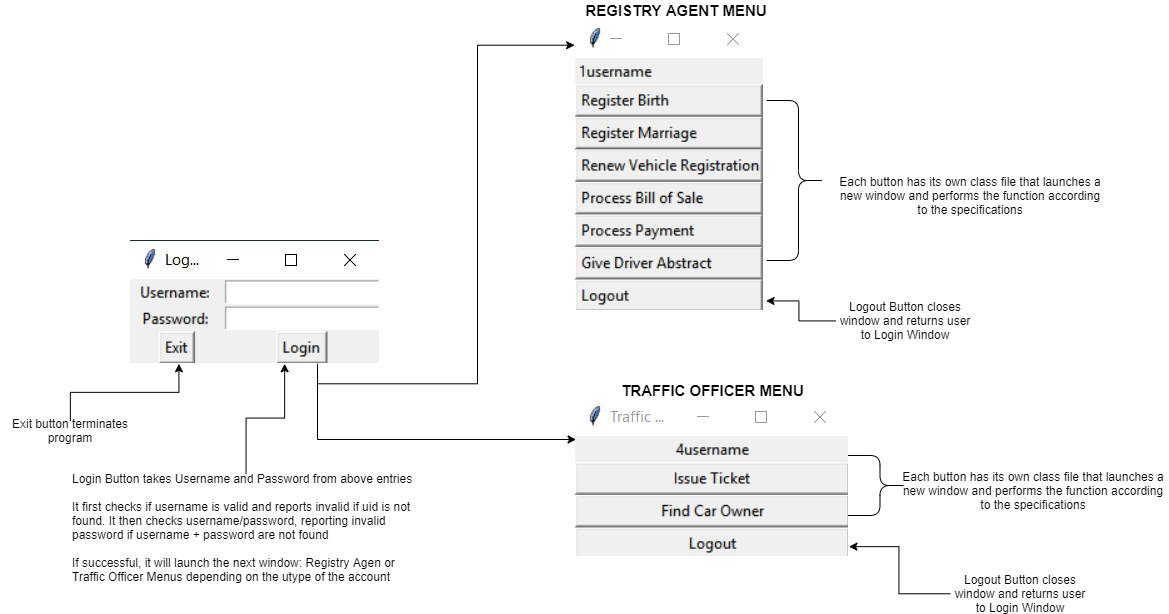 REGISTRY AGENT MENU
1username
Register Birth
Register Marriage
Renew Vehicle Registration
Process Bill of Sale
Process Payment
Give Driver Abstract
Logout
Each button has its own class file that launches a
new window and performs the function according
to the specifications
Logout Button closes
window and returns user
to Login Window
Log...
Username:
Password:
Exit
Login
Exit button terminates
program
Login Button takes Username and Password from above entries
It first checks if username is valid and reports invalid if uid is not
found. It then checks username/password, reporting invalid
password if username + password are not found
If successful, it will launch the next window: Registry Agen or
Traffic Officer Menus depending on the utype of the account
TRAFFIC OFFICER MENU
Traffic ...
4username
Issue Ticket
Find Car Owner
Logout
Each button has its own class file that launches a
new window and performs the function according
to the specifications
Logout Button closes
window and returns user
to Login Window